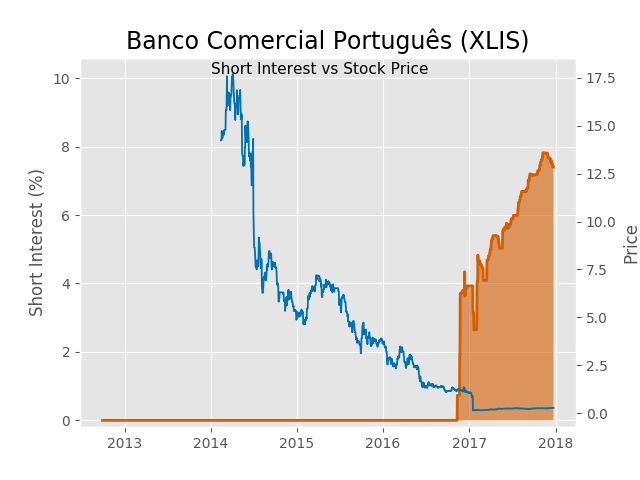 Banco Comercial Português (XLIS)
Short Interest vs Stock Price
Short Interest (%)
10
8
6
4
2
0
17.5
15.0
12.5
10.0
7.5
5.0
2.5
0.0
Price
2013 2014 2015 2016 2017 2018